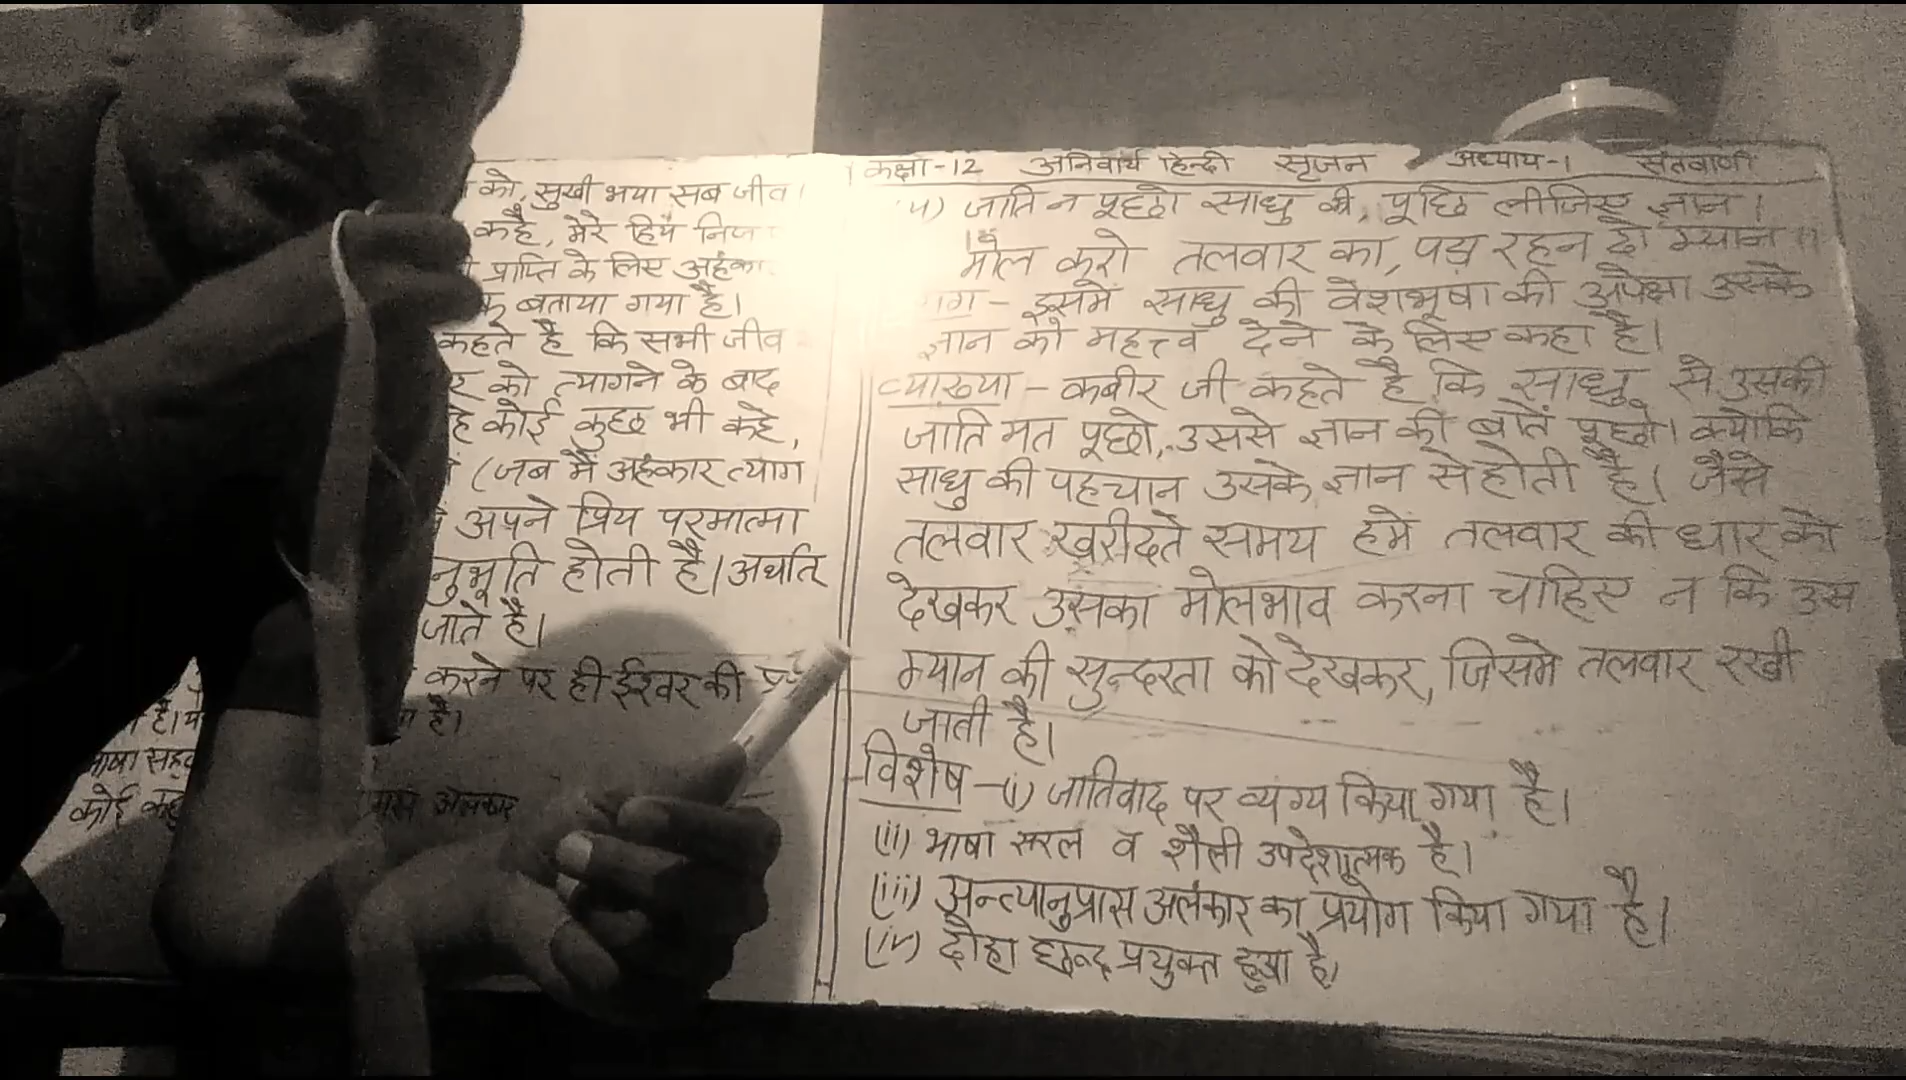 को, सुखी भया सब जीव।
कहै, मेरे हिये निज
प्राप्ति के लिए अहंका
बताया गया है।
कहते है कि सभी जीव
को त्यागने के बाद
कोई कुछ भी कहे,
(जब मैं अहंकार त्याग
अपने प्रिय परमात्मा
नुभूति होती है। अर्थात्
जाते है।
करने पर ही ईश्वर की
है।
भाषा सहज
कोई अलंकार
कक्षा-12 अनिवार्य हिन्दी सृजन अध्याय-1 संतवाणी
जाति न पूछो साधु की, पूछि लीजिए ज्ञान।
मोल करो तलवार का, पड़ा रहन दो म्यान॥
इसमें साधु की वेशभूषा की अपेक्षा उसके
ज्ञान को महत्त्व देने के लिए कहा है।
व्याख्या - कबीर जी कहते है कि साधु से उसकी
जाति मत पूछो, उससे ज्ञान की बातें पूछो। क्योकि
साधु की पहचान उसके ज्ञान से होती है। जैसे
तलवार खरीदते समय हमे तलवार की धार को
देखकर उसका मोलभाव करना चाहिए न कि उस
म्यान की सुन्दरता को देखकर, जिसमे तलवार रखी
जाती है।
विशेष - (i) जातिवाद पर व्यंग्य किया गया है।
(ii) भाषा सरल व शैली उपदेशात्मक है।
(iii) अन्त्यानुप्रास अलंकार का प्रयोग किया गया है।
(iv) दोहा छन्द प्रयुक्त हुआ है।